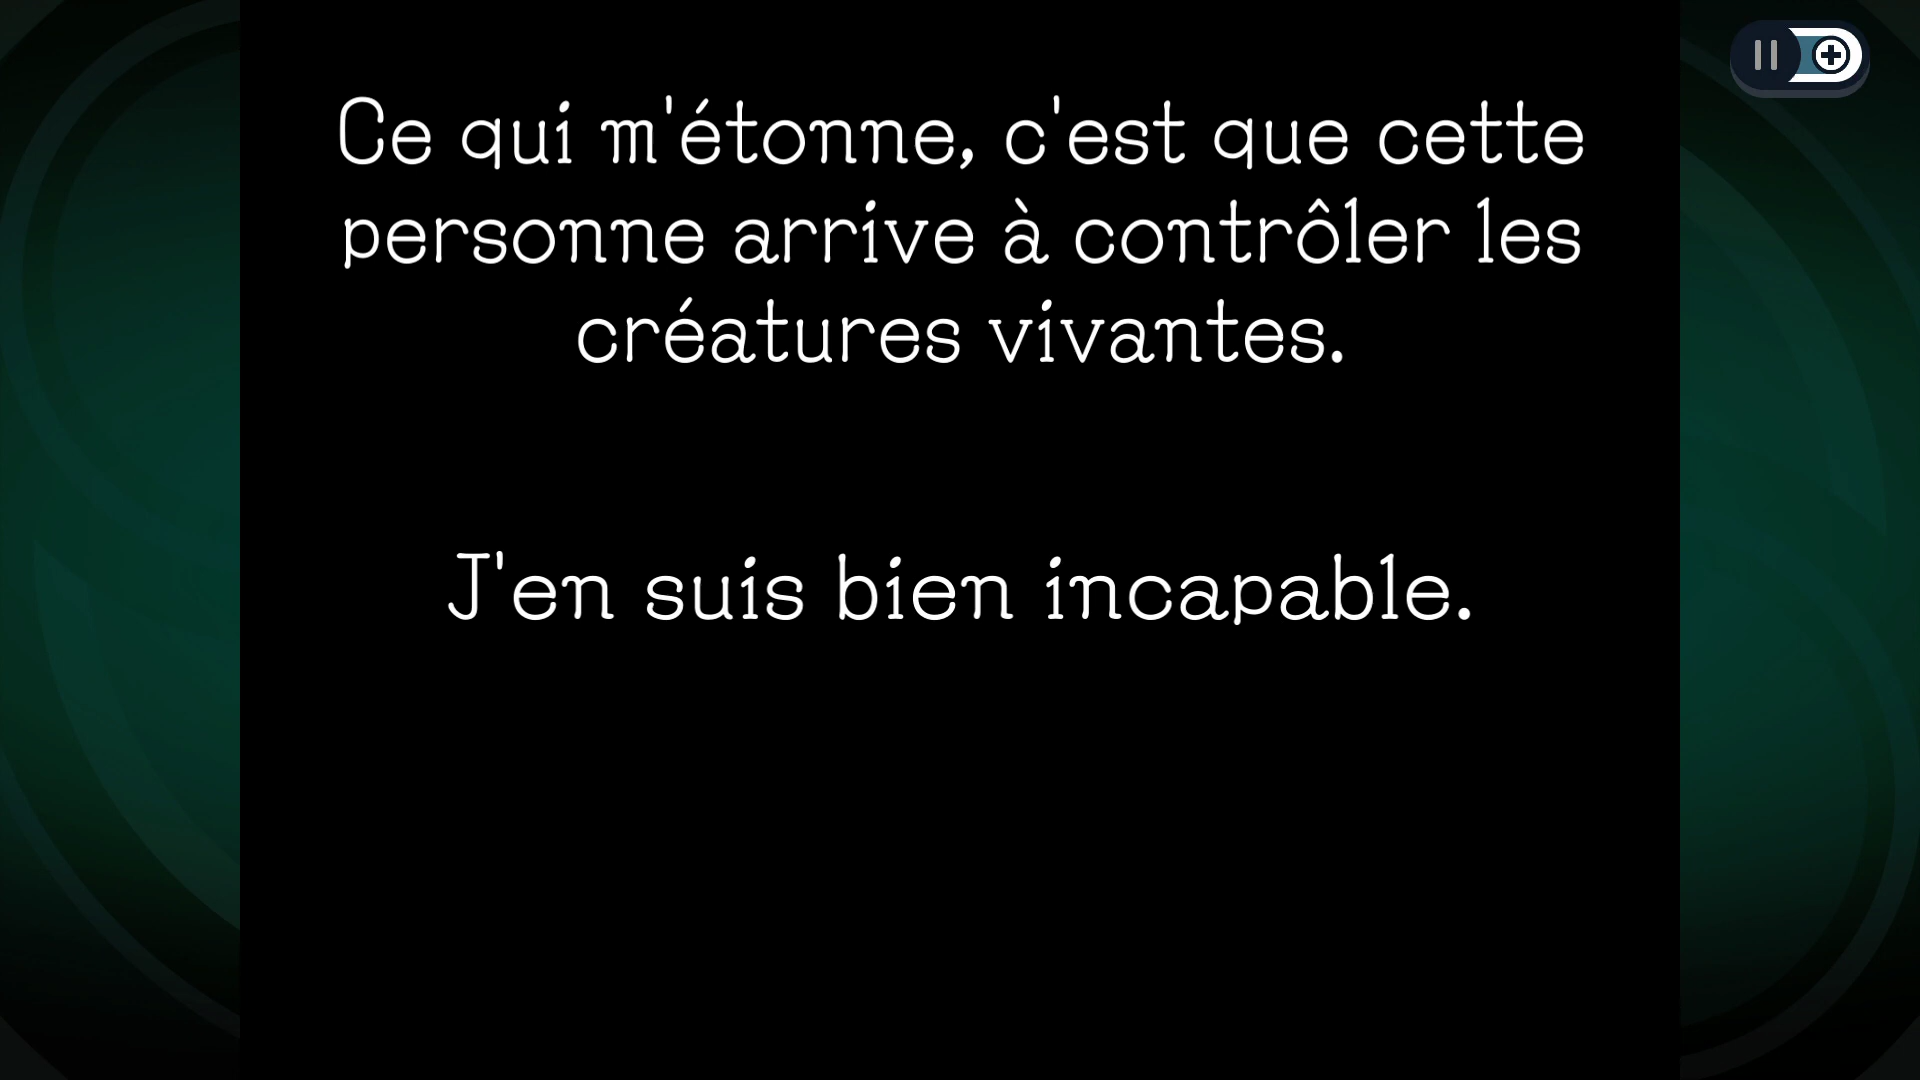 Ce qui m'étonne, c'est que cette
personne arrive à contrôler les
créatures vivantes.
J'en suis bien incapable.